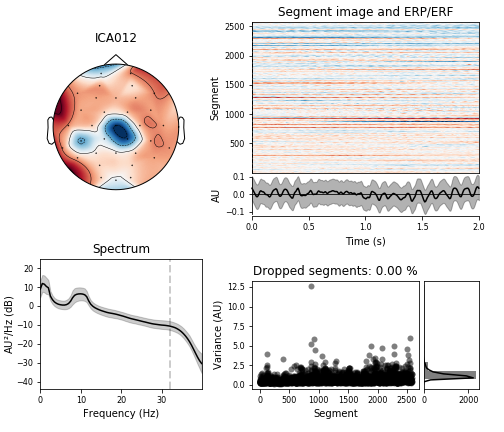 ICA012
Segment image and ERP/ERF
2500
2000
1500
1000
500
Segment
0.1
0.0
−0.1
AU
0.0 0.5 1.0 1.5 2.0
Time (s)
Spectrum
20
10
0
−10
−20
−30
−40
AU²/Hz (dB)
0 10 20 30
Frequency (Hz)
Dropped segments: 0.00 %
12.5
10.0
7.5
5.0
2.5
0.0
Variance (AU)
0 500 1000 1500 2000 2500
Segment
0 2000